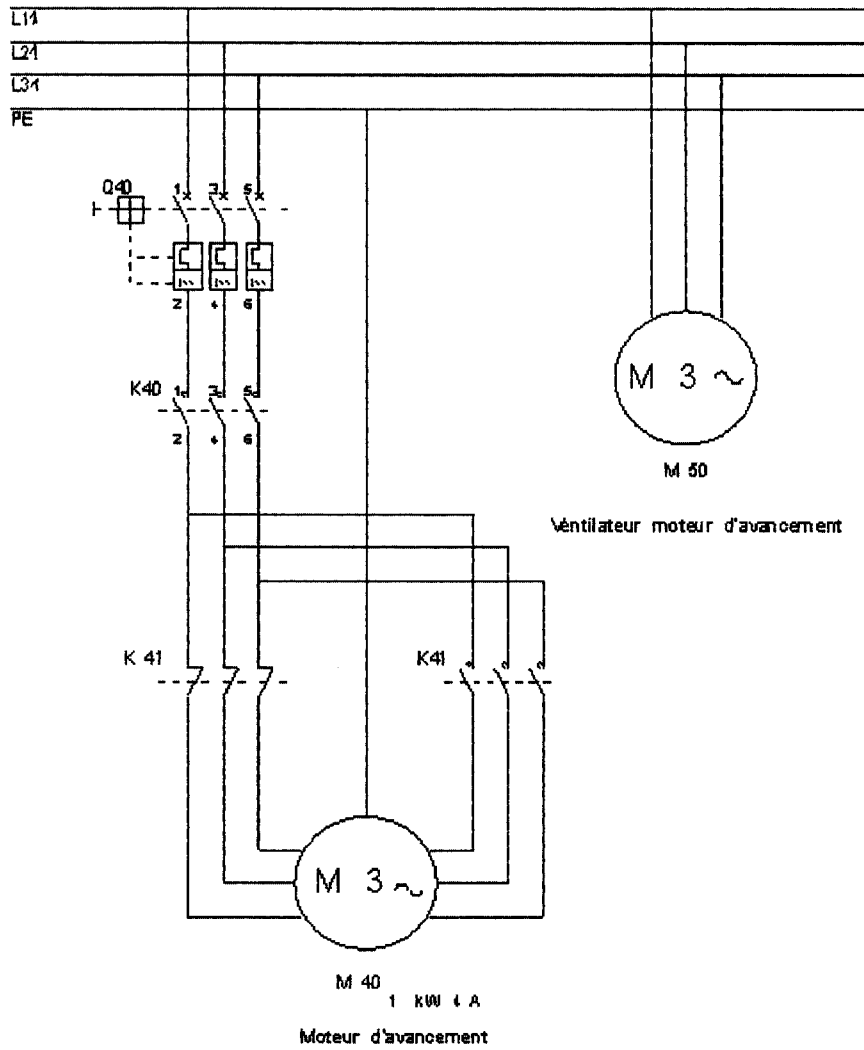 L11
L21
L31
PE
Q40
1 3 5
2 4 6
K40
1 3 5
2 4 6
M 3 ~
M 50
Ventilateur moteur d'avancement
K 41
K41
M 3 ~
M 40
1 kW 4 A
Moteur d'avancement